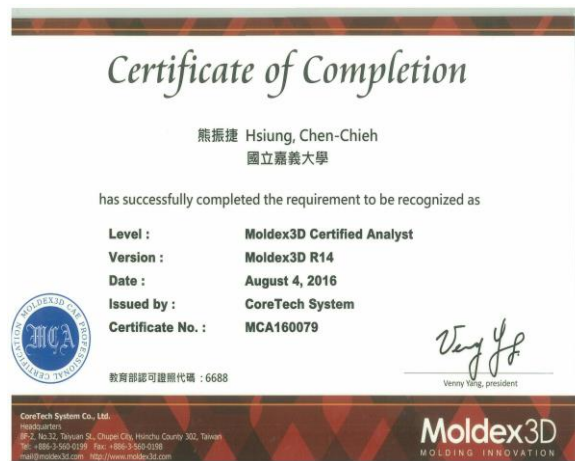 Certificate of Completion
熊振捷 Hsiung, Chen-Chieh
國立嘉義大學
has successfully completed the requirement to be recognized as
Level : Moldex3D Certified Analyst
Version : Moldex3D R14
Date : August 4, 2016
Issued by : CoreTech System
Certificate No. : MCA160079
MOLDEX3D CAE PROFESSIONAL CERTIFICATION
MCA
教育部認可證照代碼 : 6688
Venny Yang, president
CoreTech System Co., Ltd.
Headquarters
8F-2, No.32, Taiyuan St., Chupei City, Hsinchu County 302, Taiwan
Tel: +886-3-560-0199 Fax: +886-3-560-0198
mail@moldex3d.com http://www.moldex3d.com
Moldex3D
MOLDING INNOVATION